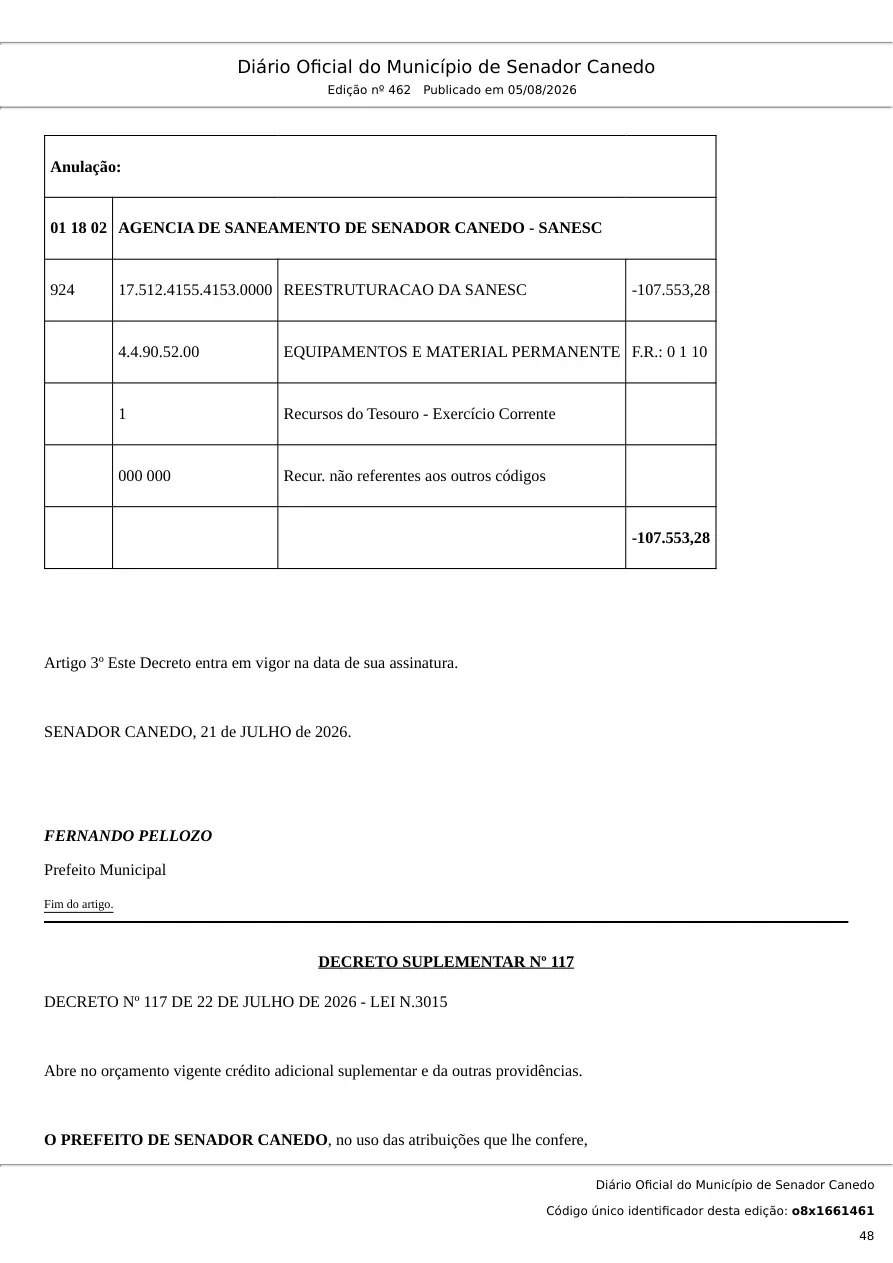 Diário Oficial do Município de Senador Canedo
Edição nº 462 Publicado em 05/08/2026
Anulação:
01 18 02 AGENCIA DE SANEAMENTO DE SENADOR CANEDO - SANESC
924 17.512.4155.4153.0000 REESTRUTURACAO DA SANESC -107.553,28
4.4.90.52.00 EQUIPAMENTOS E MATERIAL PERMANENTE F.R.: 0 1 10
1 Recursos do Tesouro - Exercício Corrente
000 000 Recur. não referentes aos outros códigos
-107.553,28
Artigo 3º Este Decreto entra em vigor na data de sua assinatura.
SENADOR CANEDO, 21 de JULHO de 2026.
FERNANDO PELLOZO
Prefeito Municipal
Fim do artigo.
DECRETO SUPLEMENTAR Nº 117
DECRETO Nº 117 DE 22 DE JULHO DE 2026 - LEI N.3015
Abre no orçamento vigente crédito adicional suplementar e da outras providências.
O PREFEITO DE SENADOR CANEDO, no uso das atribuições que lhe confere,
Diário Oficial do Município de Senador Canedo
Código único identificador desta edição: o8x1661461
48